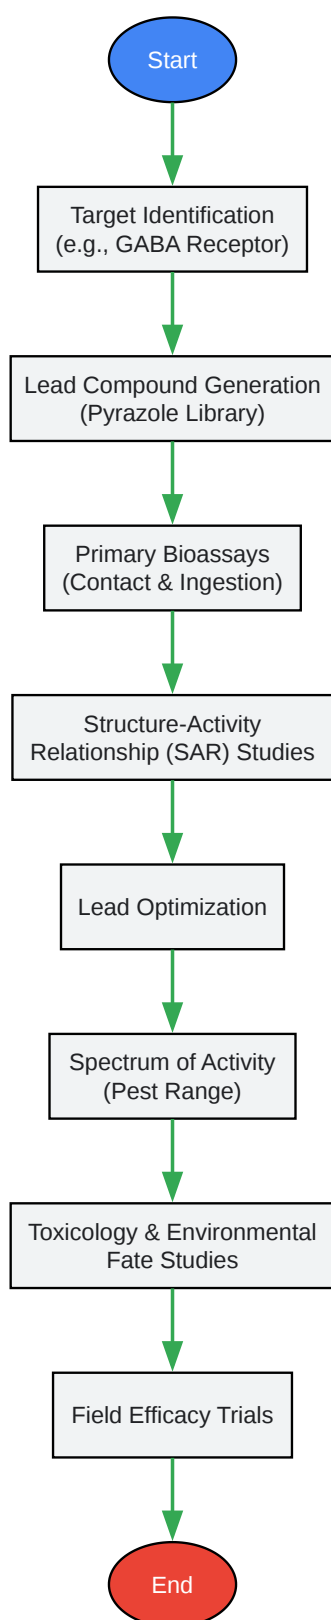 Start
Target Identification
(e.g., GABA Receptor)
Lead Compound Generation
(Pyrazole Library)
Primary Bioassays
(Contact & Ingestion)
Structure-Activity
Relationship (SAR) Studies
Lead Optimization
Spectrum of Activity
(Pest Range)
Toxicology & Environmental
Fate Studies
Field Efficacy Trials
End